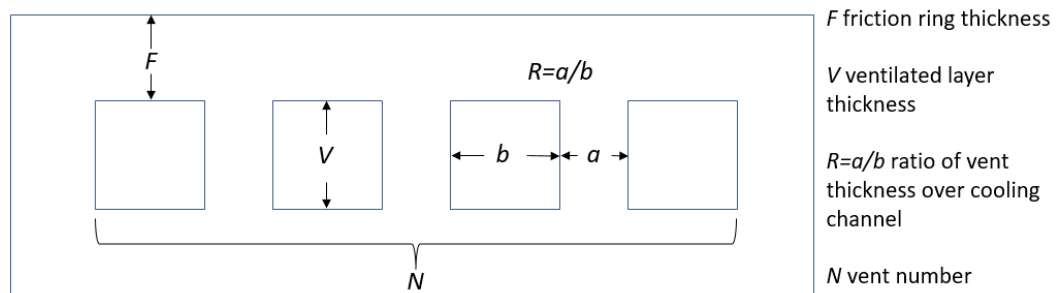 F friction ring thickness
F
R=a/b
V ventilated layer
thickness
V
b
a
R=a/b ratio of vent
thickness over cooling
channel
N
N vent number